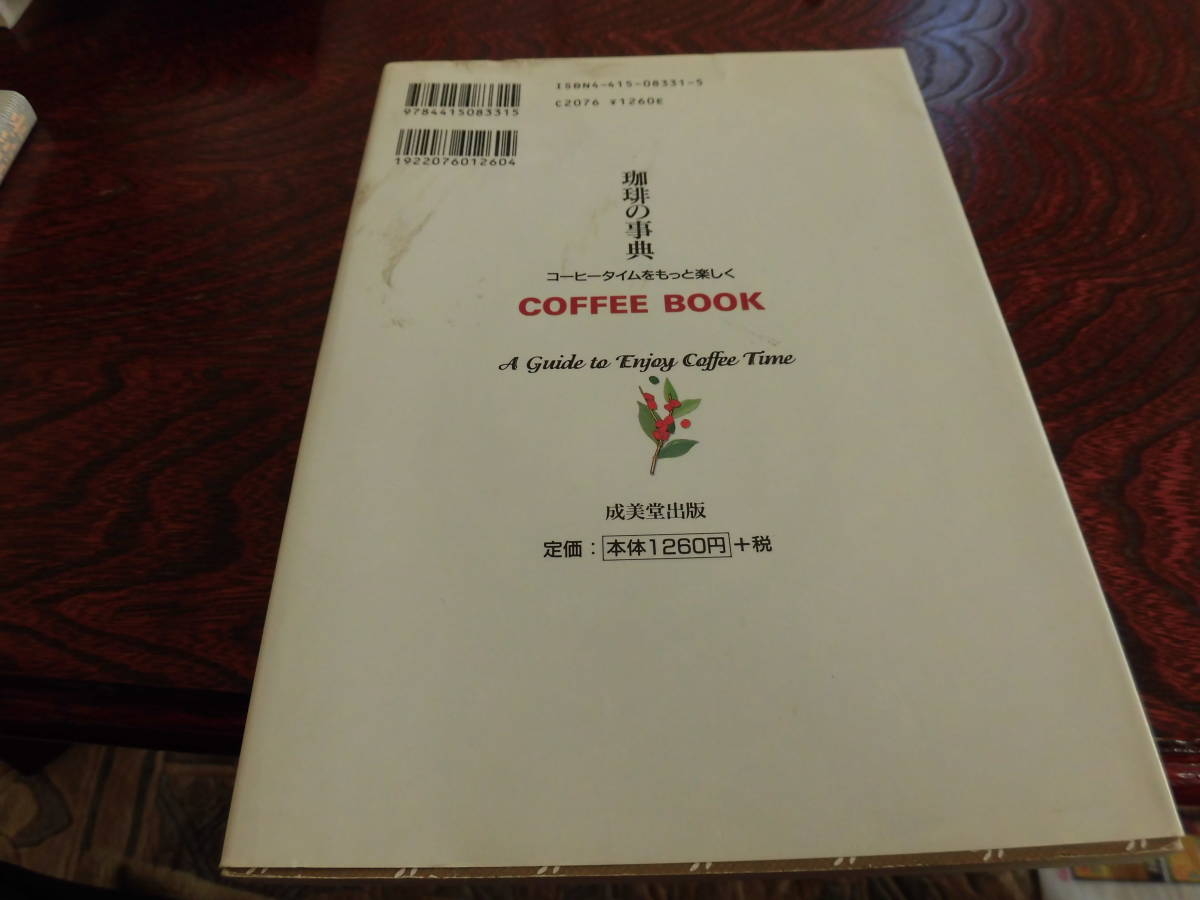 9784415083315
ISBN4-415-08331-5
C2076 ¥1260E
1922076012604
珈琲の事典
コーヒータイムをもっと楽しく
COFFEE BOOK
A Guide to Enjoy Coffee Time
成美堂出版
定価：本体1260円+税